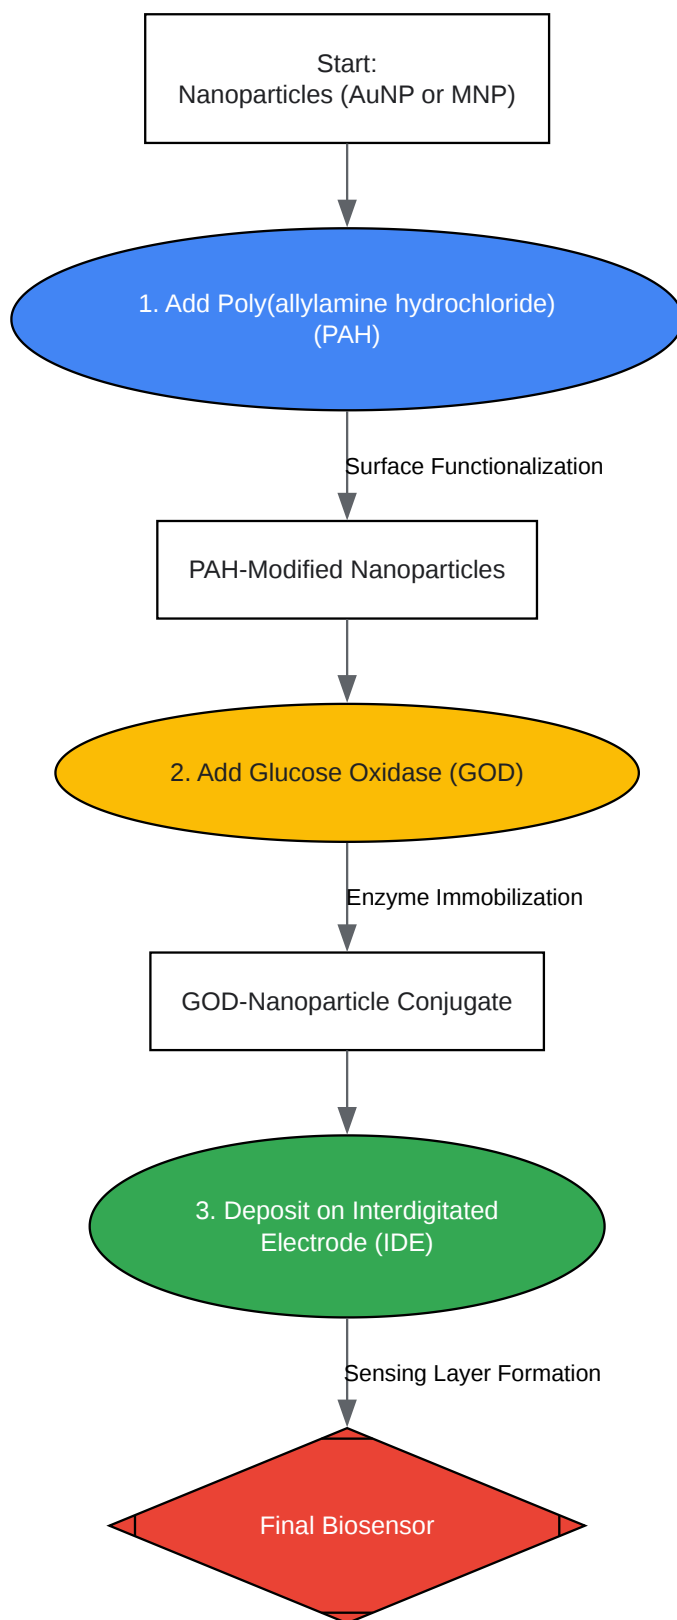 Start:
Nanoparticles (AuNP or MNP)
1. Add Poly(allylamine hydrochloride)
(PAH)
Surface Functionalization
PAH-Modified Nanoparticles
2. Add Glucose Oxidase (GOD)
Enzyme Immobilization
GOD-Nanoparticle Conjugate
3. Deposit on Interdigitated
Electrode (IDE)
Sensing Layer Formation
Final Biosensor